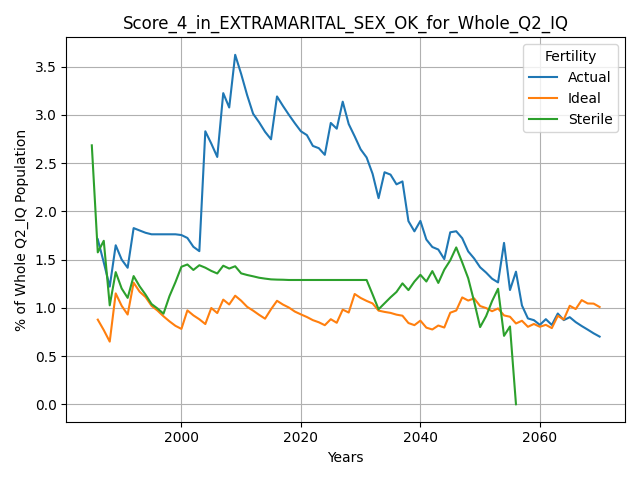 Score_4_in_EXTRAMARITAL_SEX_OK_for_Whole_Q2_IQ
Fertility
Actual
Ideal
Sterile
% of Whole Q2_IQ Population
3.5
3.0
2.5
2.0
1.5
1.0
0.5
0.0
2000
2020
2040
2060
Years